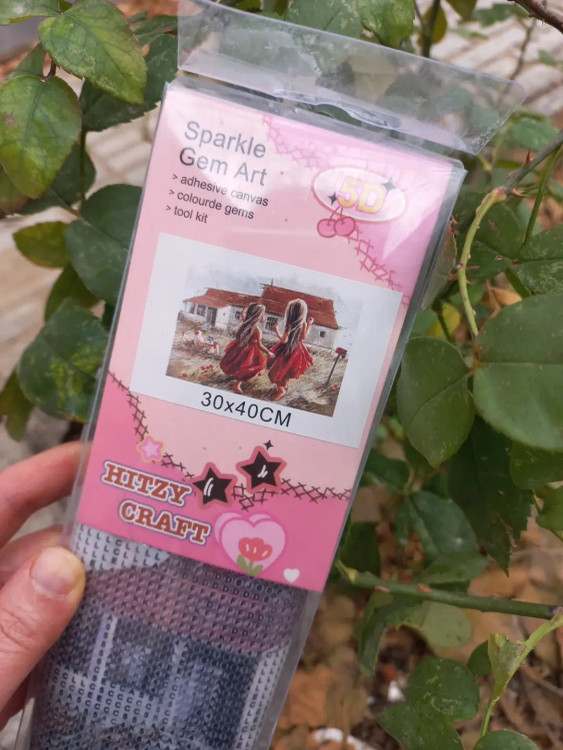 Sparkle
Gem Art
> adhesive canvas
> colourde gems
> tool kit
5D
30x40CM
HITZY
CRAFT